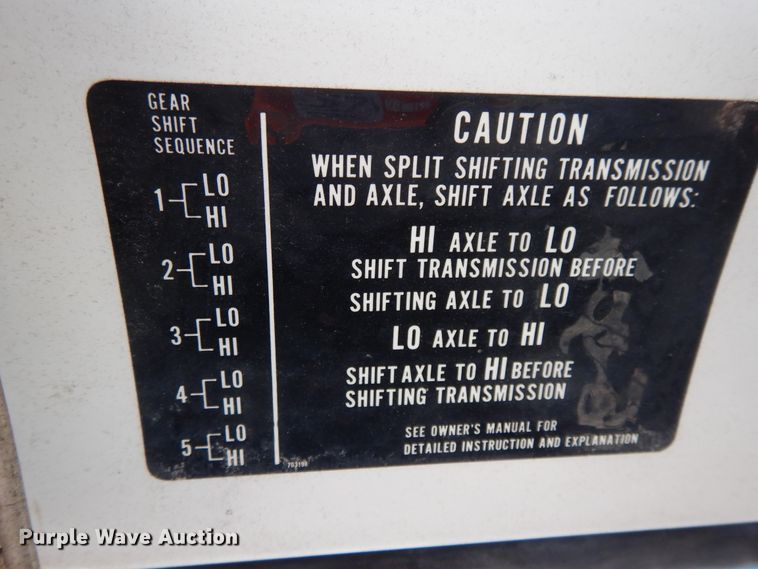 GEAR
SHIFT
SEQUENCE
1 LO
HI
2 LO
HI
3 LO
HI
4 LO
HI
5 LO
HI
CAUTION
WHEN SPLIT SHIFTING TRANSMISSION
AND AXLE, SHIFT AXLE AS FOLLOWS:
HI AXLE TO LO
SHIFT TRANSMISSION BEFORE
SHIFTING AXLE TO LO
LO AXLE TO HI
SHIFT AXLE TO HI BEFORE
SHIFTING TRANSMISSION
SEE OWNER'S MANUAL FOR
DETAILED INSTRUCTION AND EXPLANATION
Purple Wave Auction